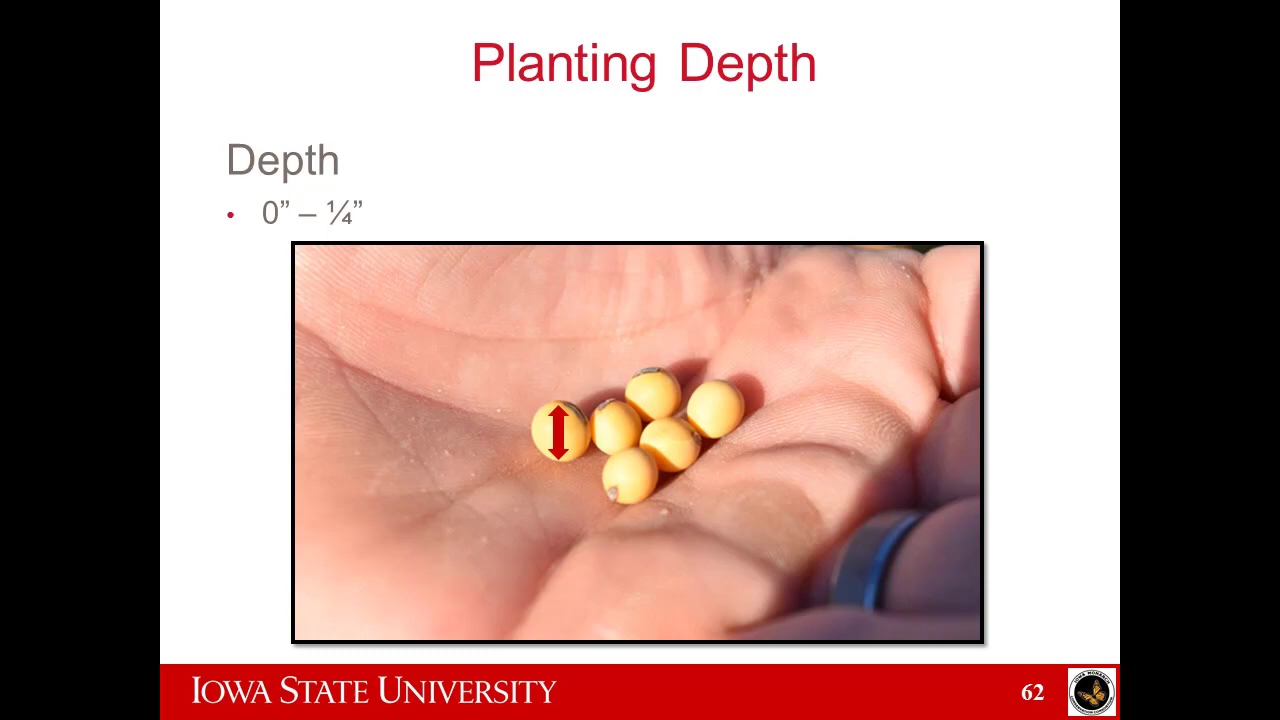 Planting Depth
Depth
• 0” – ¼”
IOWA STATE UNIVERSITY
62